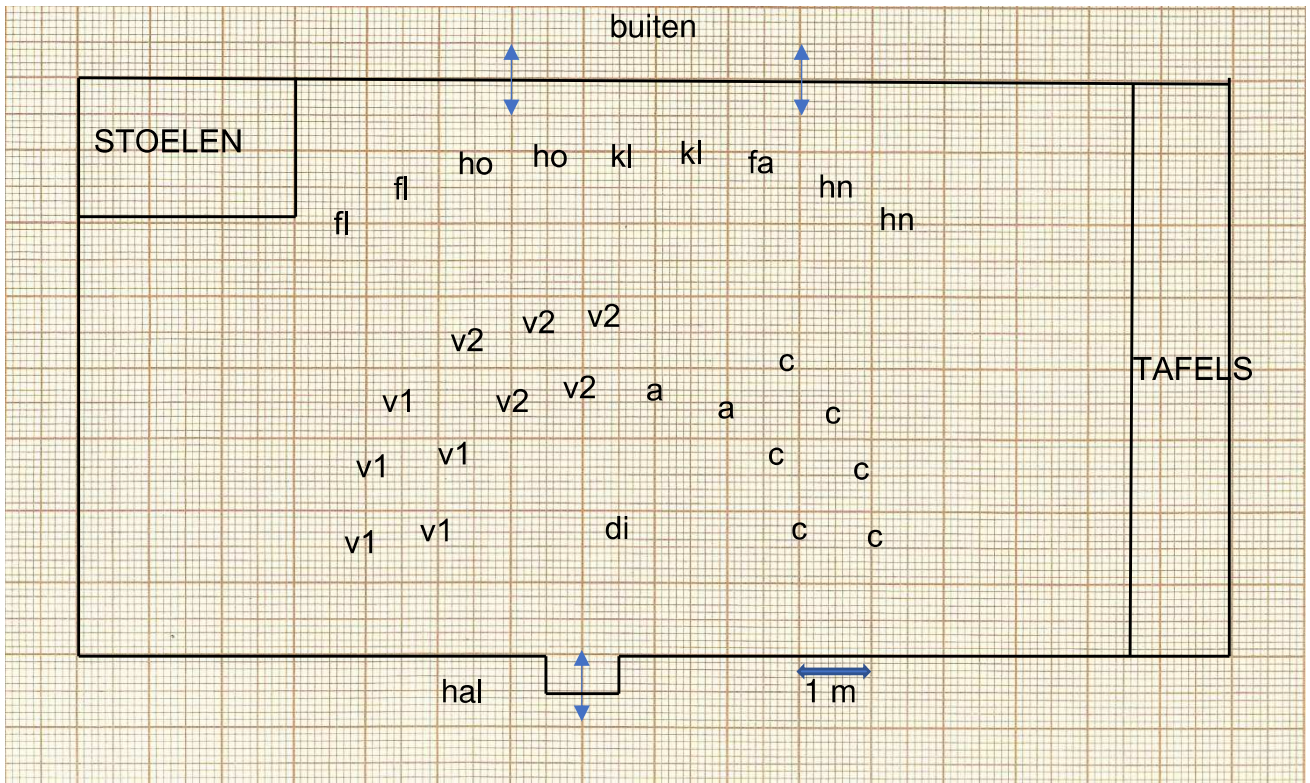 buiten
STOELEN
ho ho kl kl fa
fl hn
fl hn
v2 v2 v2
c
v1 v2 v2 a a c
v1 v1 c c
v1 v1 di c c
TAFELS
hal 1 m